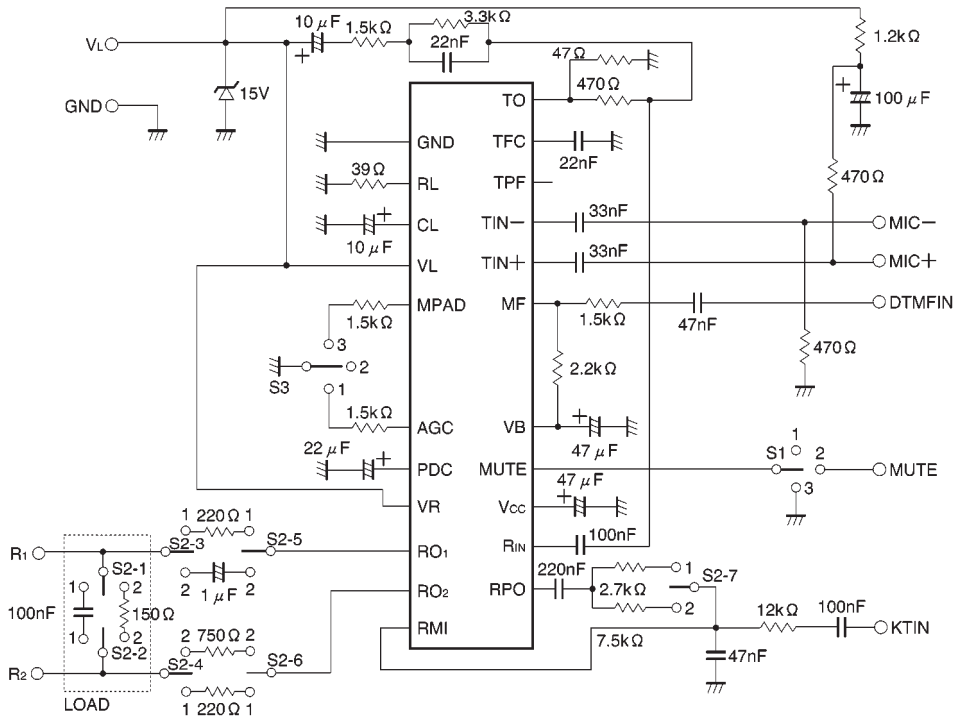 10 μF
1.5kΩ
3.3kΩ
22nF
1.2kΩ
VL
+
47Ω
15V
470Ω
+
100 μF
GND
TO
GND
TFC
22nF
39Ω
RL
TPF
470Ω
+
CL
10 μF
TIN−
33nF
MIC−
VL
TIN+
33nF
MIC+
MPAD
1.5kΩ
MF
1.5kΩ
47nF
DTMFIN
3
S3
2
1
2.2kΩ
470Ω
1.5kΩ
AGC
VB
+
47 μF
22 μF
+
PDC
MUTE
S1
1
2
3
MUTE
47 μF
VR
VCC
+
1 220Ω 1
R1
S2-3
S2-5
RO1
RIN
100nF
S2-1
2
2
1 μF
1
2
100nF
150Ω
1
2
S2-2
RO2
RPO
220nF
2.7kΩ
1
S2-7
2
2 750Ω 2
RMI
7.5kΩ
12kΩ
100nF
KTIN
R2
S2-4
S2-6
47nF
1 220Ω 1
LOAD